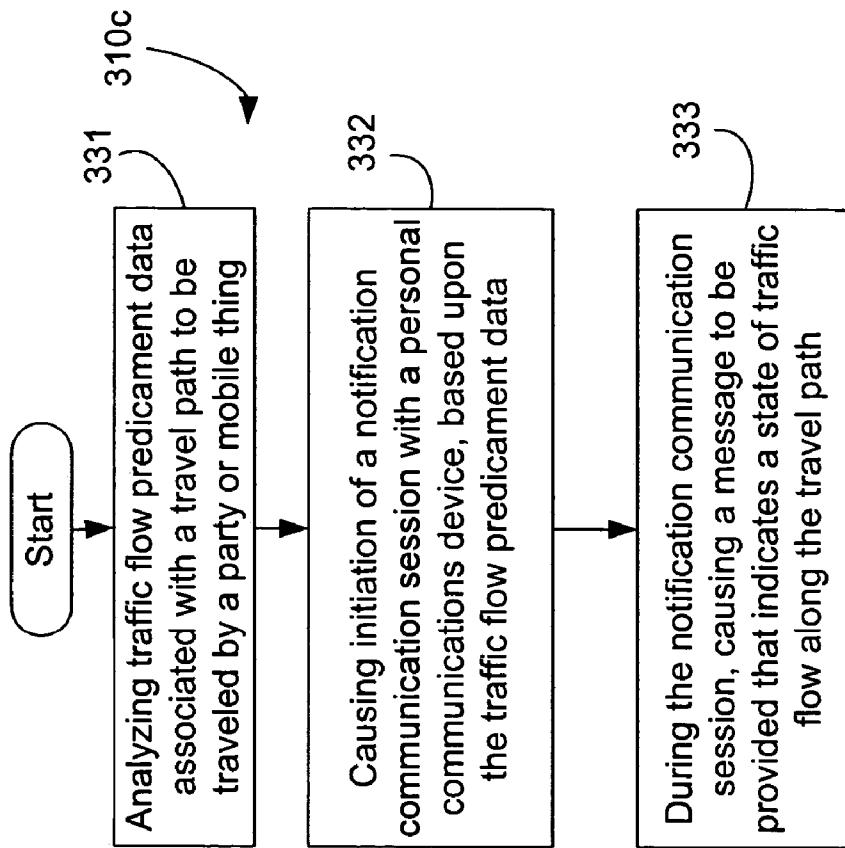 Start
310c
331
Analyzing traffic flow predicament data
associated with a travel path to be
traveled by a party or mobile thing
332
Causing initiation of a notification
communication session with a personal
communications device, based upon
the traffic flow predicament data
333
During the notification communication
session, causing a message to be
provided that indicates a state of traffic
flow along the travel path